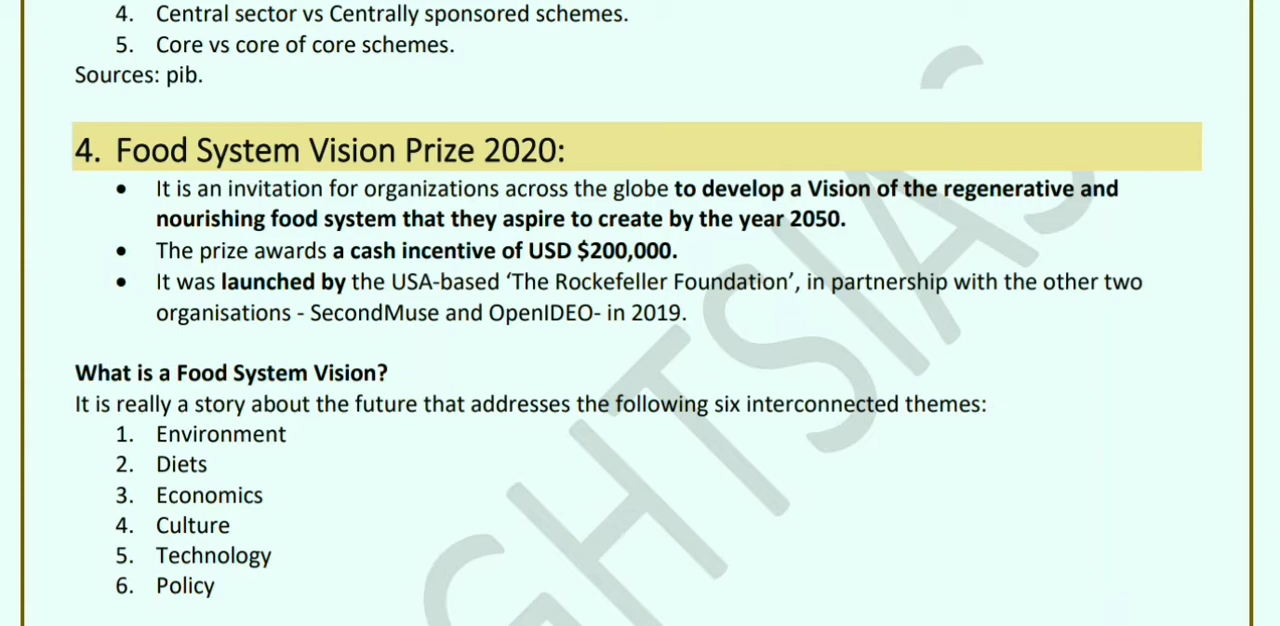 4. Central sector vs Centrally sponsored schemes.
5. Core vs core of core schemes.
Sources: pib.
4. Food System Vision Prize 2020:
• It is an invitation for organizations across the globe to develop a Vision of the regenerative and
nourishing food system that they aspire to create by the year 2050.
• The prize awards a cash incentive of USD $200,000.
• It was launched by the USA-based ‘The Rockefeller Foundation’, in partnership with the other two
organisations - SecondMuse and OpenIDEO- in 2019.
What is a Food System Vision?
It is really a story about the future that addresses the following six interconnected themes:
1. Environment
2. Diets
3. Economics
4. Culture
5. Technology
6. Policy